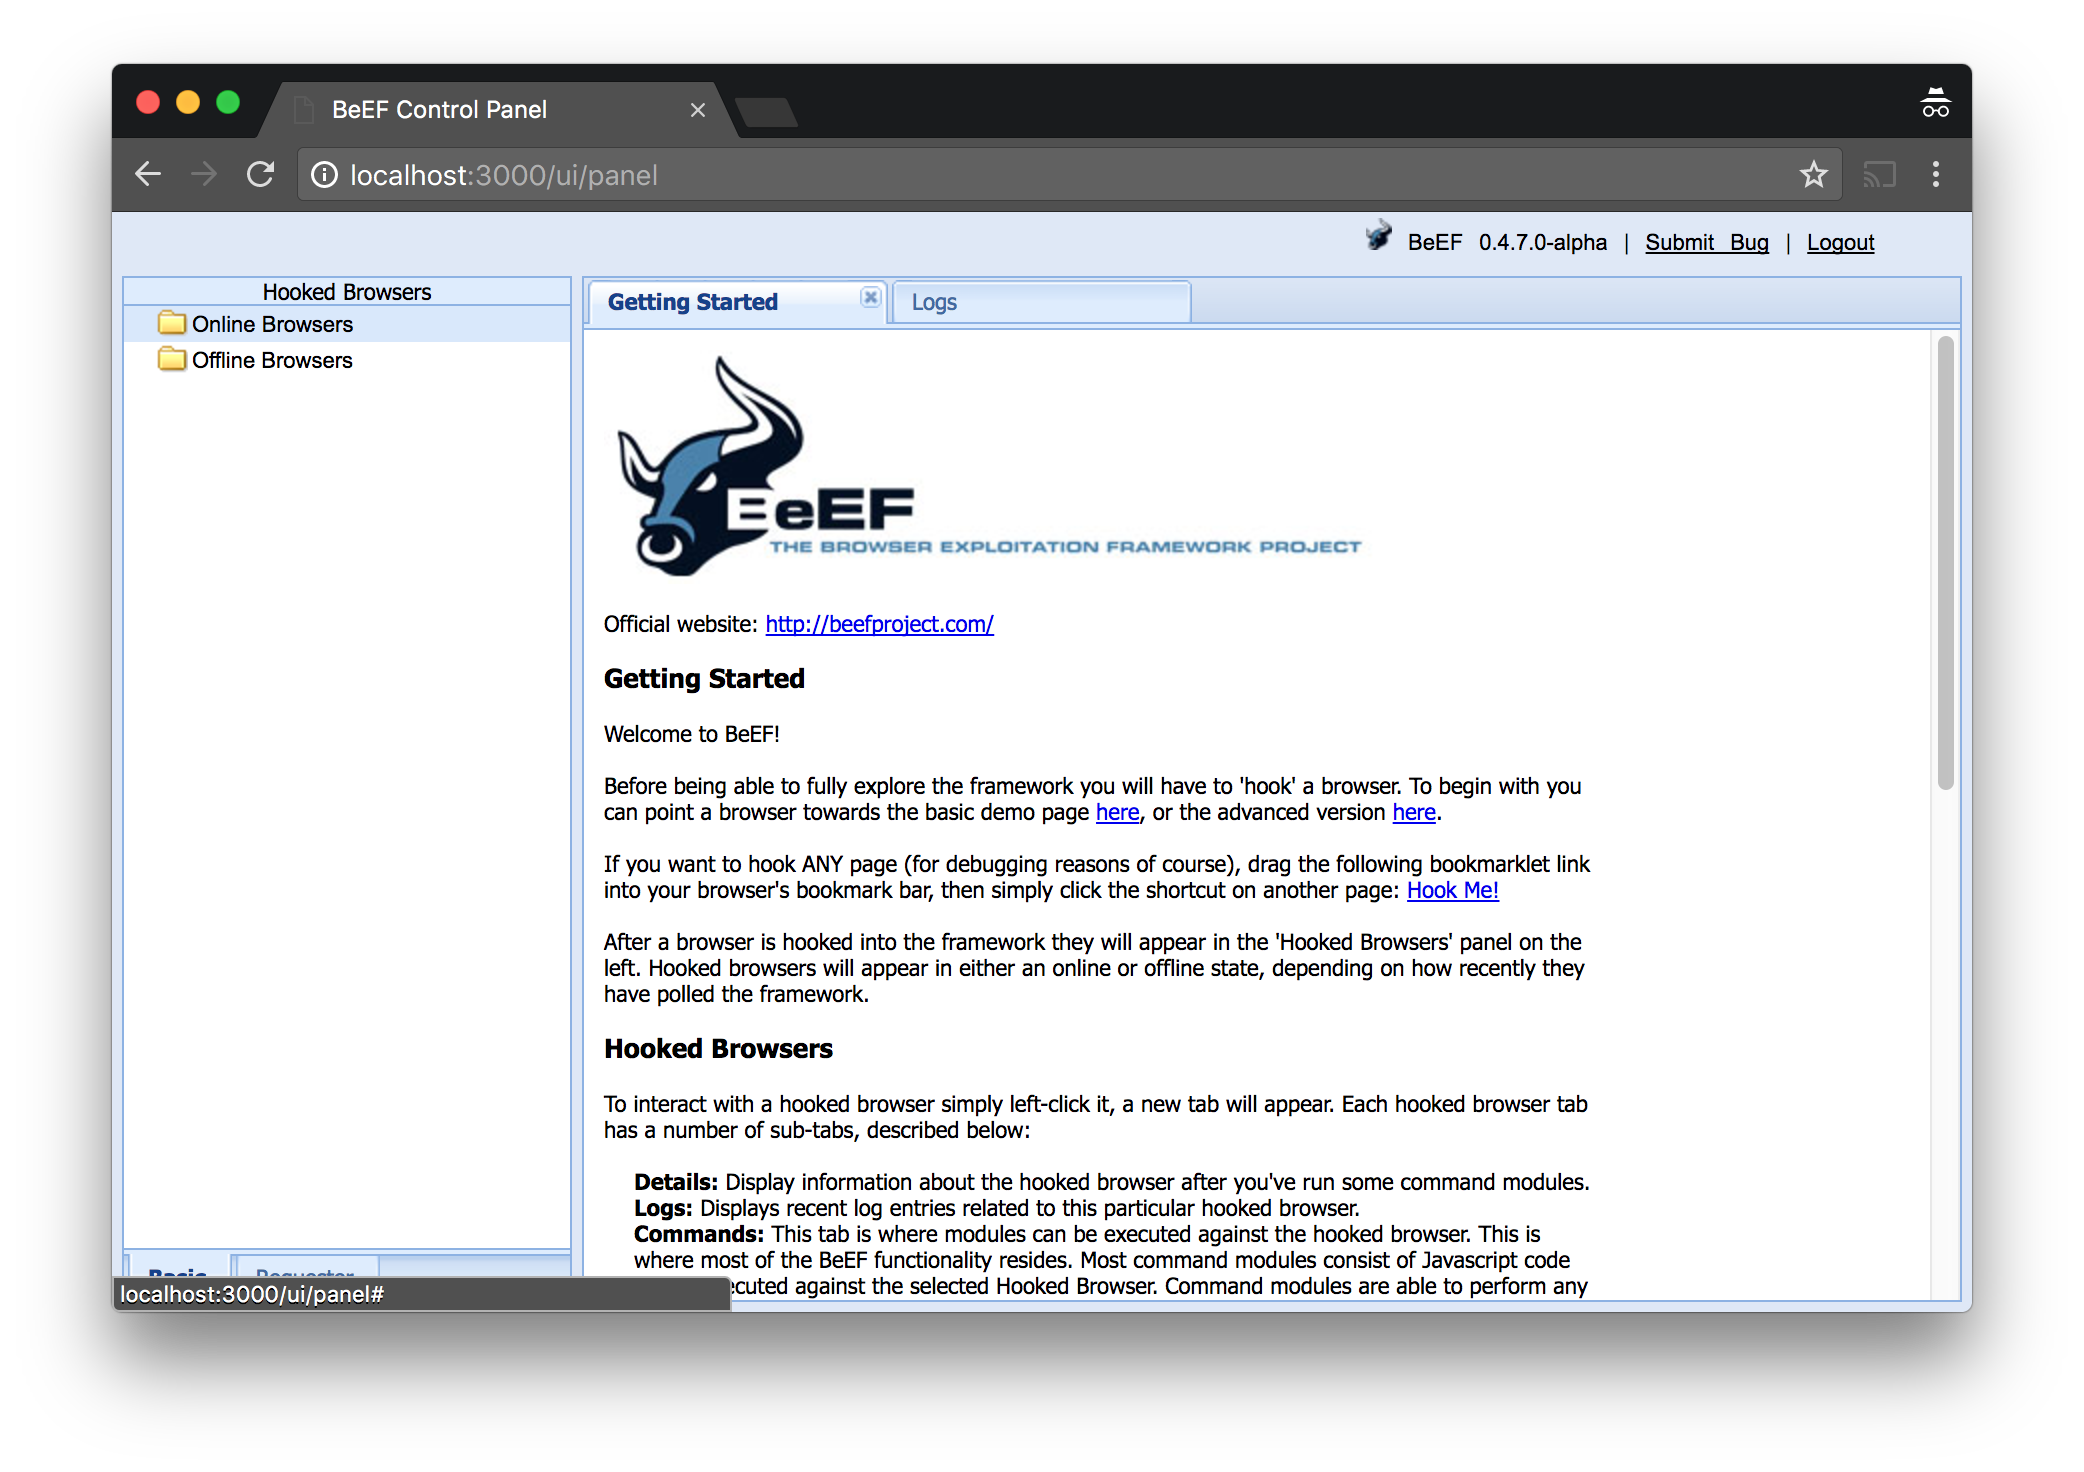 BeEF Control Panel
localhost:3000/ui/panel
BeEF 0.4.7.0-alpha | Submit Bug | Logout
Hooked Browsers
Online Browsers
Offline Browsers
Getting Started
Logs
BeEF
THE BROWSER EXPLOITATION FRAMEWORK PROJECT
Official website: http://beefproject.com/
Getting Started
Welcome to BeEF!
Before being able to fully explore the framework you will have to 'hook' a browser. To begin with you
can point a browser towards the basic demo page here, or the advanced version here.
If you want to hook ANY page (for debugging reasons of course), drag the following bookmarklet link
into your browser's bookmark bar, then simply click the shortcut on another page: Hook Me!
After a browser is hooked into the framework they will appear in the 'Hooked Browsers' panel on the
left. Hooked browsers will appear in either an online or offline state, depending on how recently they
have polled the framework.
Hooked Browsers
To interact with a hooked browser simply left-click it, a new tab will appear. Each hooked browser tab
has a number of sub-tabs, described below:
Details: Display information about the hooked browser after you've run some command modules.
Logs: Displays recent log entries related to this particular hooked browser.
Commands: This tab is where modules can be executed against the hooked browser. This is
where most of the BeEF functionality resides. Most command modules consist of Javascript code
cuted against the selected Hooked Browser. Command modules are able to perform any
Basic
Requester
localhost:3000/ui/panel#